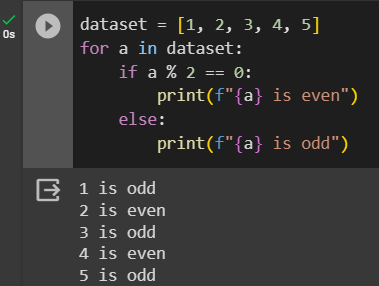 0s
dataset = [1, 2, 3, 4, 5]
for a in dataset:
    if a % 2 == 0:
        print(f"{a} is even")
    else:
        print(f"{a} is odd")
1 is odd
2 is even
3 is odd
4 is even
5 is odd